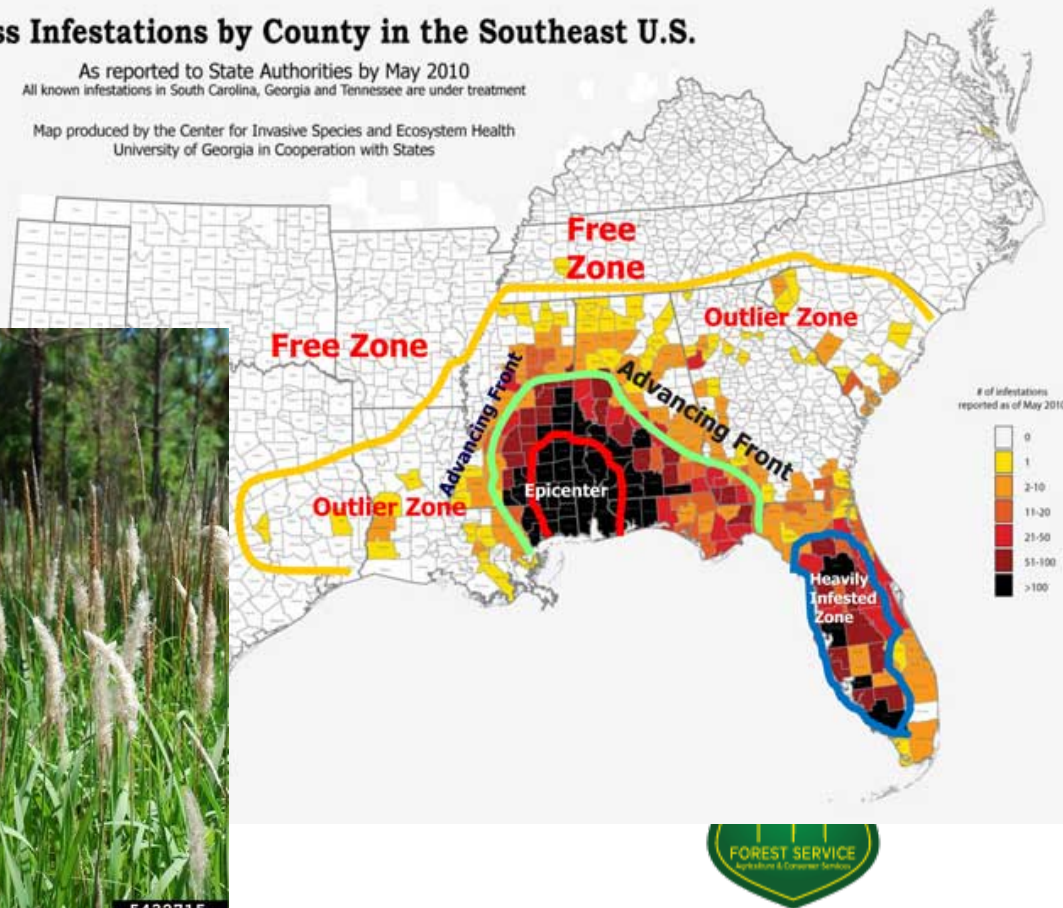 ss Infestations by County in the Southeast U.S.
As reported to State Authorities by May 2010
All known infestations in South Carolina, Georgia and Tennessee are under treatment
Map produced by the Center for Invasive Species and Ecosystem Health
University of Georgia in Cooperation with States
Free
Zone
Free Zone
Outlier Zone
Advancing Front
Advancing Front
Outlier Zone
Epicenter
Heavily
Infested
Zone
# of infestations
reported as of May 2010
0
1
2-10
11-20
21-50
51-100
>100
FOREST SERVICE
Agriculture & Consumer Services